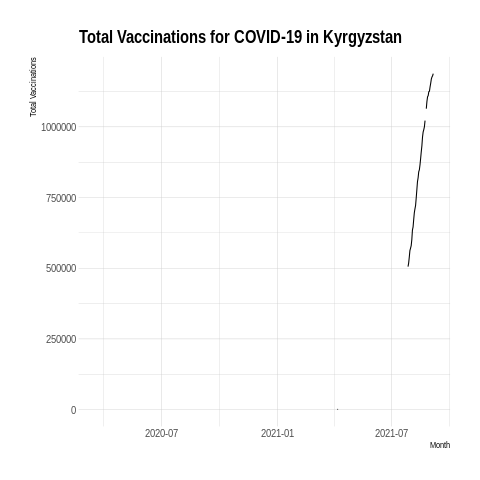 Total Vaccinations for COVID-19 in Kyrgyzstan
Total Vaccinations
1000000
750000
500000
250000
0
2020-07 2021-01 2021-07
Month